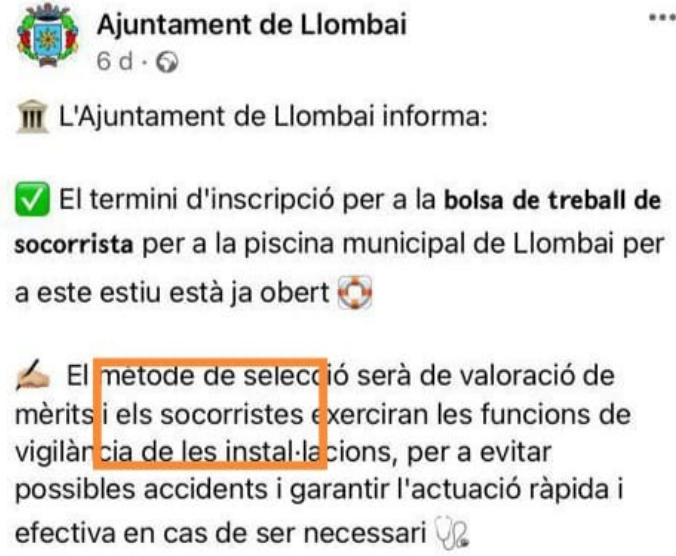 Ajuntament de Llombai
6 d ·
L'Ajuntament de Llombai informa:
El termini d'inscripció per a la bolsa de treball de
socorrista per a la piscina municipal de Llombai per
a este estiu està ja obert
El mètode de selecció serà de valoració de
mèrits i els socorristes exerciran les funcions de
vigilància de les instal·lacions, per a evitar
possibles accidents i garantir l'actuació ràpida i
efectiva en cas de ser necessari